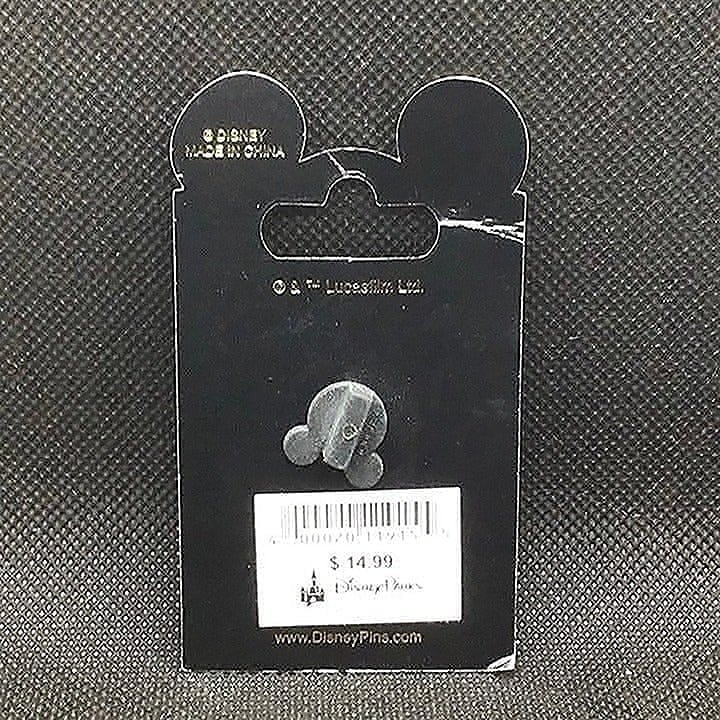 © DISNEY
MADE IN CHINA
© & ™ Lucasfilm Ltd.
$ 14.99
Disney Parks
www.DisneyPins.com